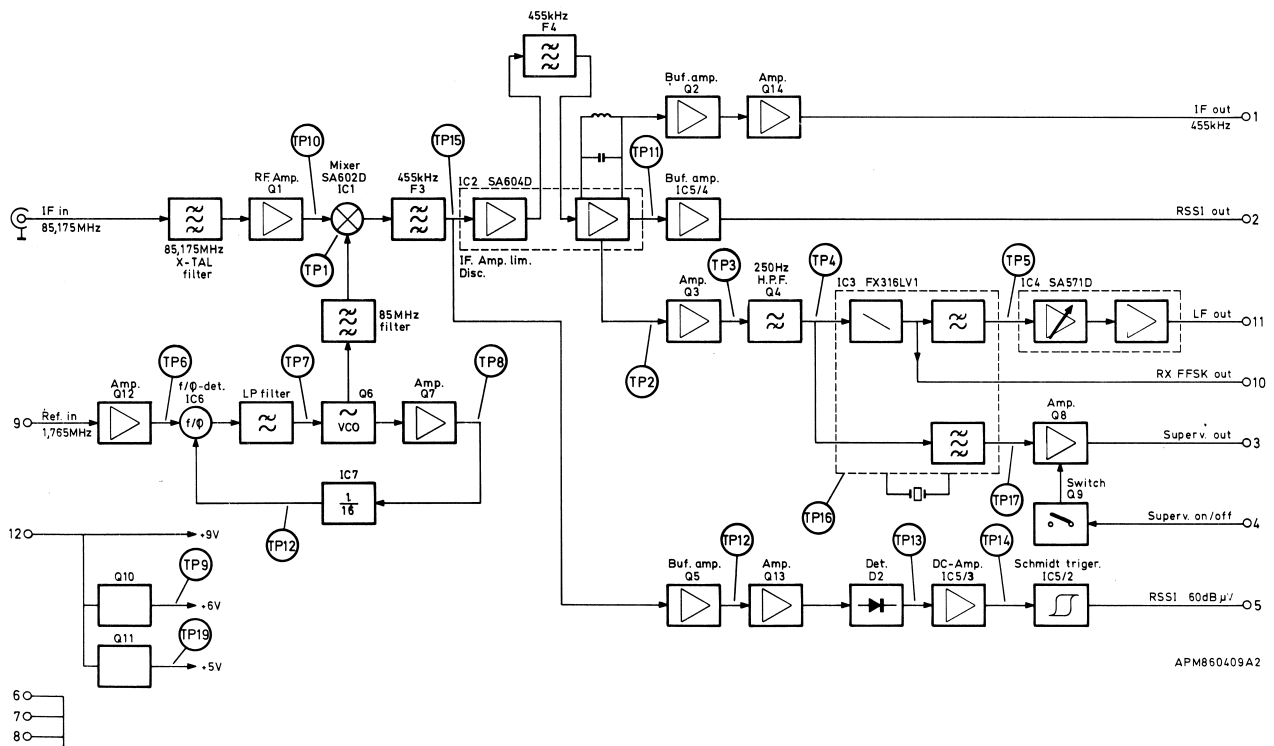 455kHz
F4
Buf.amp.
Q2
Amp.
Q14
IF out
455kHz
1
TP10
Mixer
SA602D
IC1
TP15
TP11
RF. Amp.
Q1
455kHz
F3
IC2 SA604D
Buf. amp.
IC5/4
IF in
85,175MHz
RSSI out
2
85,175MHz
X-TAL
filter
TP1
IF. Amp. lim.
Disc.
TP3
TP4
TP5
Amp.
Q3
250Hz
H.P.F.
Q4
IC3 FX316LV1
IC4 SA571D
85MHz
filter
LF out
11
TP2
RX FFSK out
10
TP6
TP7
TP8
Amp.
Q12
f/φ-det.
IC6
LP filter
Q6
Amp.
Q7
Amp.
Q8
9
Ref. in
1,765MHz
f/φ
VCO
Superv. out
3
IC7
1
16
TP12
TP16
TP17
Switch
Q9
Superv. on/off
4
12
+9V
TP9
Q10
+6V
TP19
Q11
+5V
Buf. amp.
Q5
TP12
Amp.
Q13
Det.
D2
TP13
DC-Amp.
IC5/3
TP14
Schmidt triger.
IC5/2
RSSI 60dBμV
5
APM860409A2
6
7
8